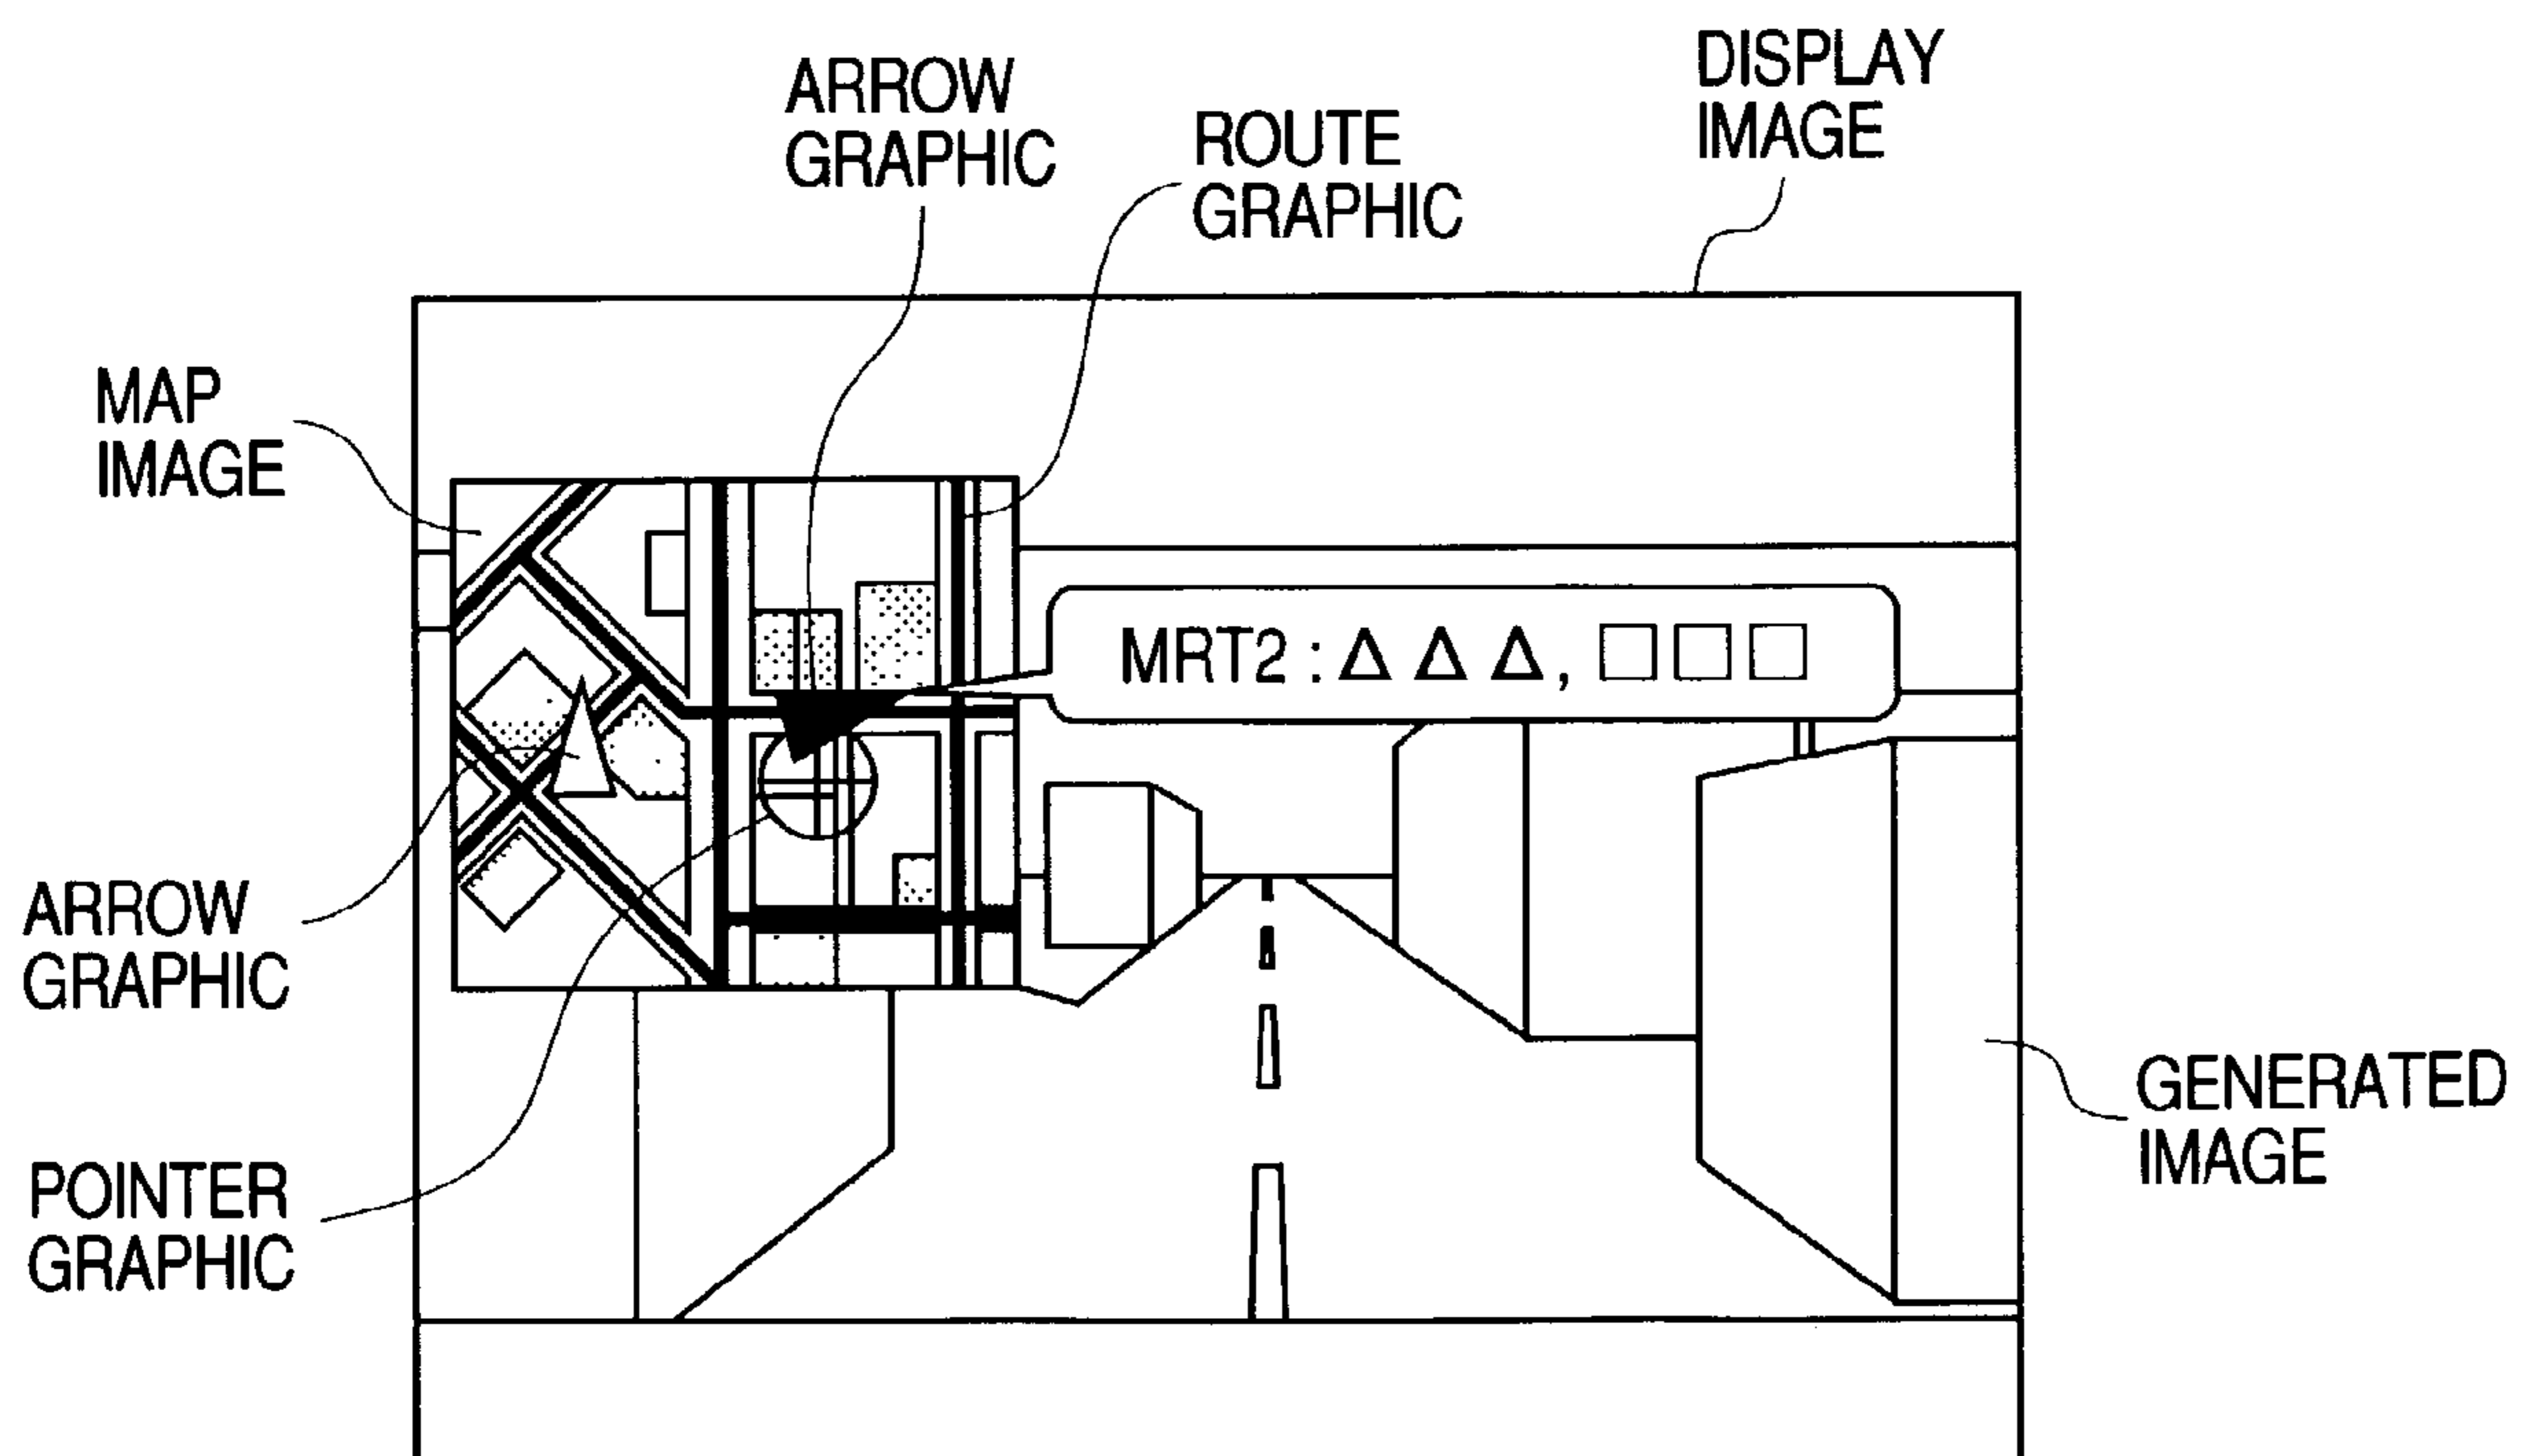 DISPLAY
IMAGE
ARROW
GRAPHIC
ROUTE
GRAPHIC
MAP
IMAGE
MRT2 : Δ Δ Δ, □ □ □
ARROW
GRAPHIC
POINTER
GRAPHIC
GENERATED
IMAGE